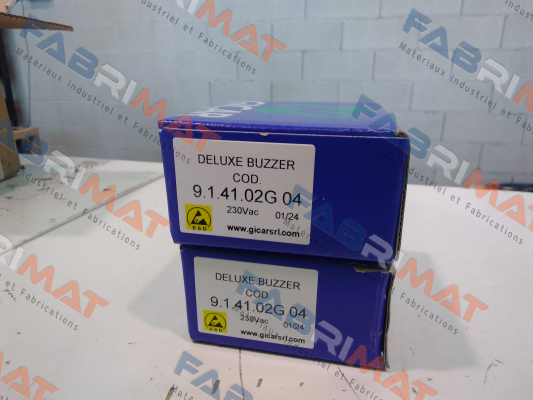 DELUXE BUZZER
COD.
9.1.41.02G 04
230Vac 01/24
ESD
www.gicarsrl.com
DELUXE BUZZER
COD.
9.1.41.02G 04
230Vac 01/24
ESD
www.gicarsrl.com
FABRIMAT
Materiaux Industriel et Fabrications